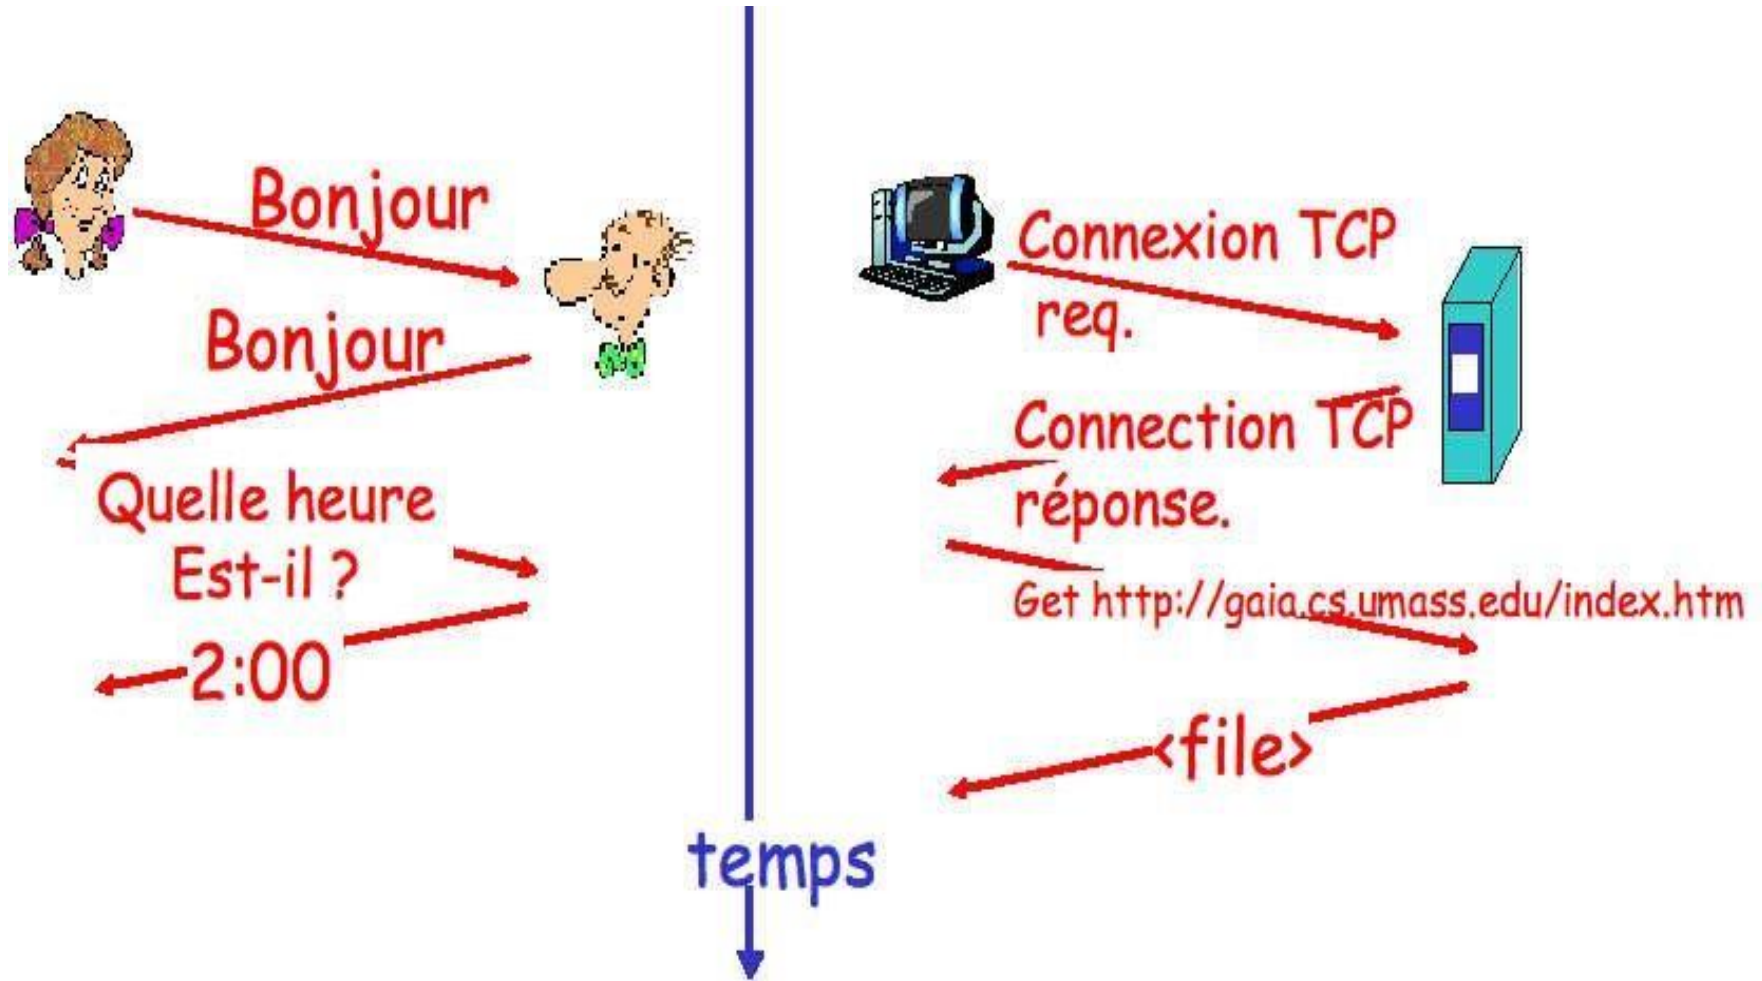 Bonjour
Bonjour
Quelle heure
Est-il ?
2:00
Connexion TCP
req.
Connection TCP
réponse.
Get http://gaia.cs.umass.edu/index.htm
<file>
temps